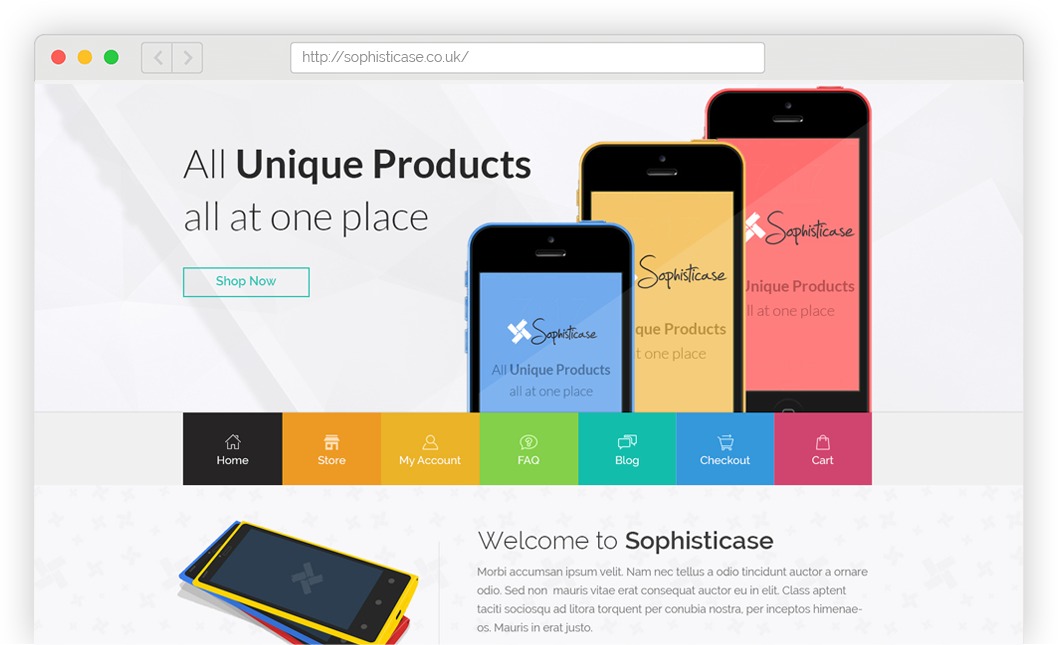 http://sophisticase.co.uk/
All Unique Products
all at one place
Shop Now
Sophisticase
Unique Products
ll at one place
Sophisticase
que Products
t one place
Sophisticase
All Unique Products
all at one place
Home
Store
My Account
FAQ
Blog
Checkout
Cart
Welcome to Sophisticase
Morbi accumsan ipsum velit. Nam nec tellus a odio tincidunt auctor a ornare
odio. Sed non mauris vitae erat consequat auctor eu in elit. Class aptent
taciti sociosqu ad litora torquent per conubia nostra, per inceptos himenae-
os. Mauris in erat justo.